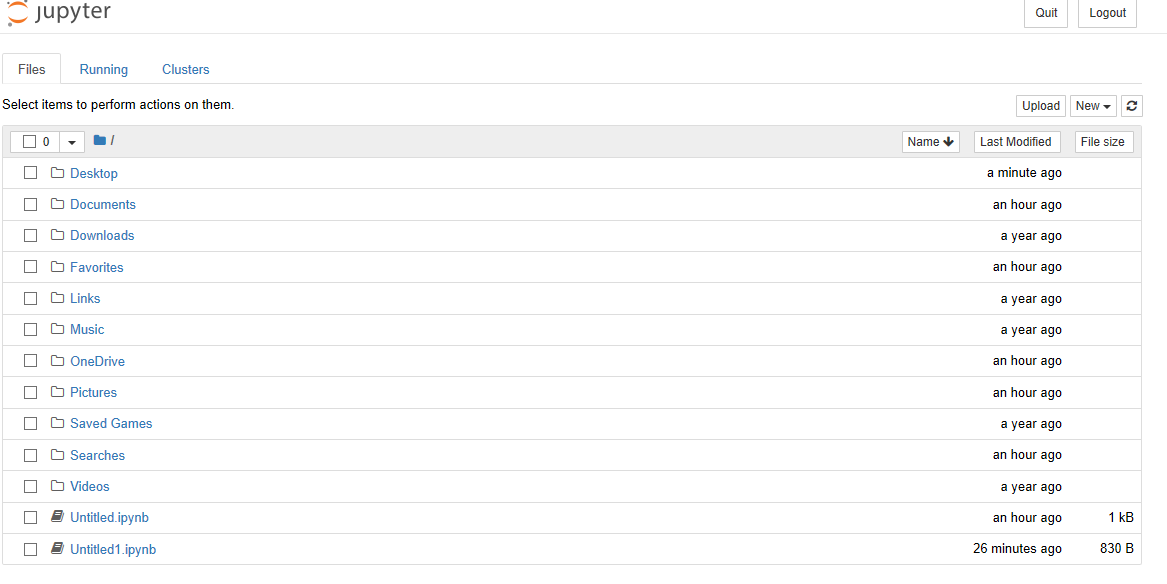 jupyter Quit Logout
Files Running Clusters
Select items to perform actions on them. Upload New
0 / Name Last Modified File size
Desktop a minute ago
Documents an hour ago
Downloads a year ago
Favorites an hour ago
Links a year ago
Music a year ago
OneDrive an hour ago
Pictures an hour ago
Saved Games a year ago
Searches an hour ago
Videos a year ago
Untitled.ipynb an hour ago 1 kB
Untitled1.ipynb 26 minutes ago 830 B